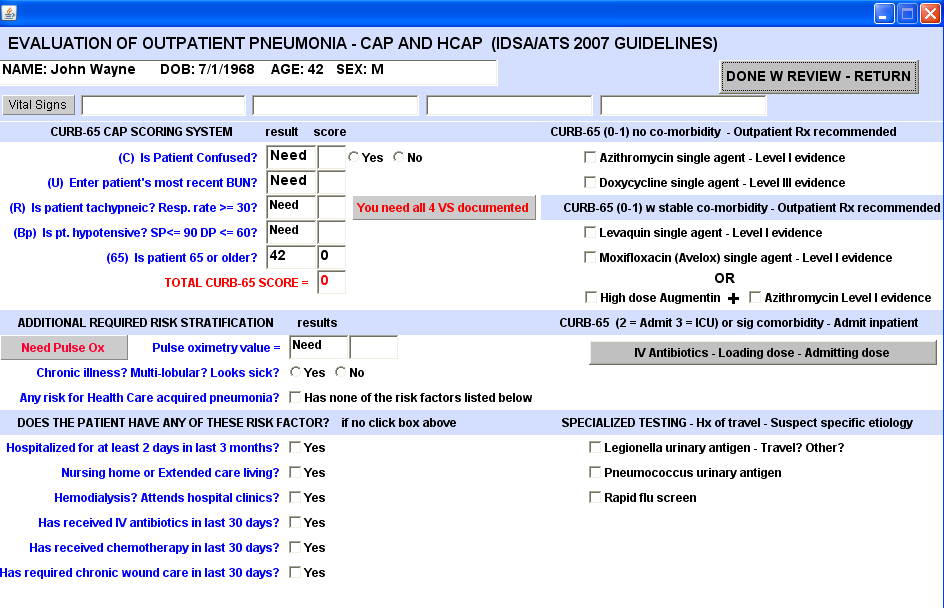 EVALUATION OF OUTPATIENT PNEUMONIA - CAP AND HCAP (IDSA/ATS 2007 GUIDELINES)
NAME: John Wayne DOB: 7/1/1968 AGE: 42 SEX: M
DONE W REVIEW - RETURN
Vital Signs
CURB-65 CAP SCORING SYSTEM result score
(C) Is Patient Confused? Need Yes No
(U) Enter patient's most recent BUN? Need
(R) Is patient tachypneic? Resp. rate >= 30? Need
You need all 4 VS documented
(Bp) Is pt. hypotensive? SP<= 90 DP <= 60? Need
(65) Is patient 65 or older? 42 0
TOTAL CURB-65 SCORE = 0
CURB-65 (0-1) no co-morbidity - Outpatient Rx recommended
Azithromycin single agent - Level I evidence
Doxycycline single agent - Level III evidence
CURB-65 (0-1) w stable co-morbidity - Outpatient Rx recommended
Levaquin single agent - Level I evidence
Moxifloxacin (Avelox) single agent - Level I evidence
OR
High dose Augmentin + Azithromycin Level I evidence
ADDITIONAL REQUIRED RISK STRATIFICATION results
Need Pulse Ox Pulse oximetry value = Need
Chronic illness? Multi-lobular? Looks sick? Yes No
Any risk for Health Care acquired pneumonia? Has none of the risk factors listed below
CURB-65 (2 = Admit 3 = ICU) or sig comorbidity - Admit inpatient
IV Antibiotics - Loading dose - Admitting dose
DOES THE PATIENT HAVE ANY OF THESE RISK FACTOR? if no click box above
Hospitalized for at least 2 days in last 3 months? Yes
Nursing home or Extended care living? Yes
Hemodialysis? Attends hospital clinics? Yes
Has received IV antibiotics in last 30 days? Yes
Has received chemotherapy in last 30 days? Yes
Has required chronic wound care in last 30 days? Yes
SPECIALIZED TESTING - Hx of travel - Suspect specific etiology
Legionella urinary antigen - Travel? Other?
Pneumococcus urinary antigen
Rapid flu screen